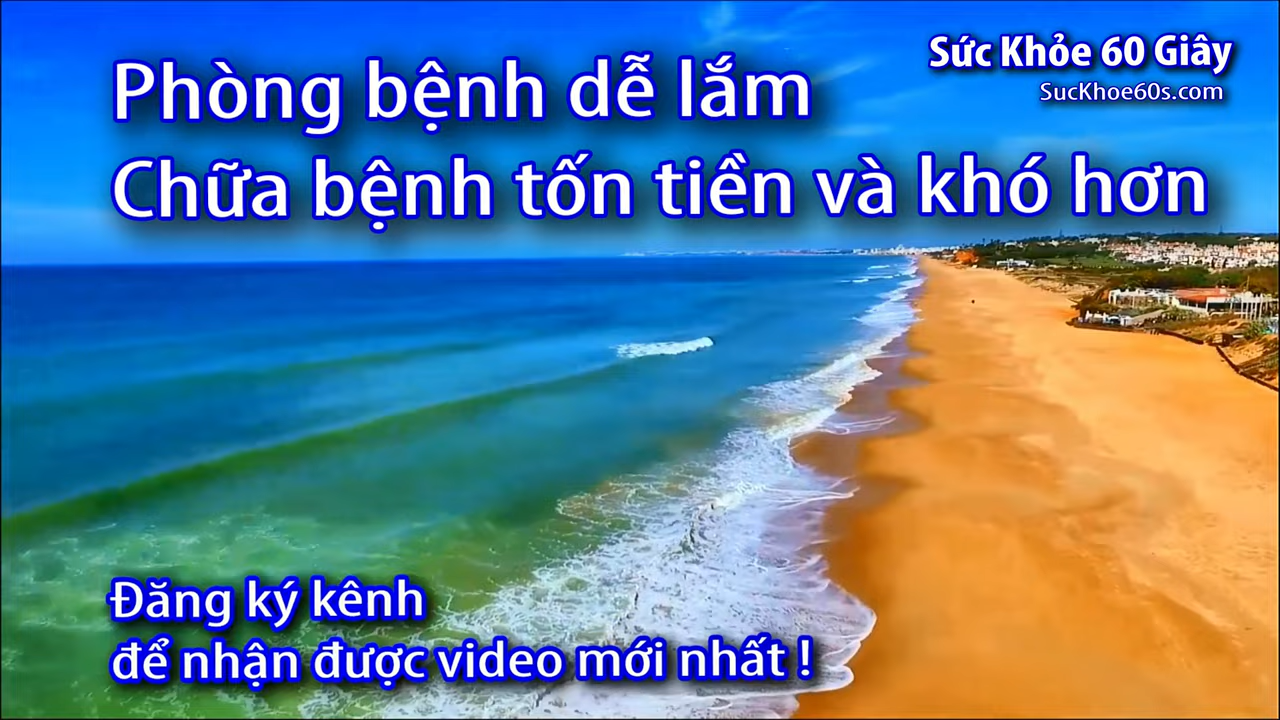 Sức Khỏe 60 Giây
SucKhoe60s.com
Phòng bệnh dễ lắm
Chữa bệnh tốn tiền và khó hơn
Đăng ký kênh
để nhận được video mới nhất !